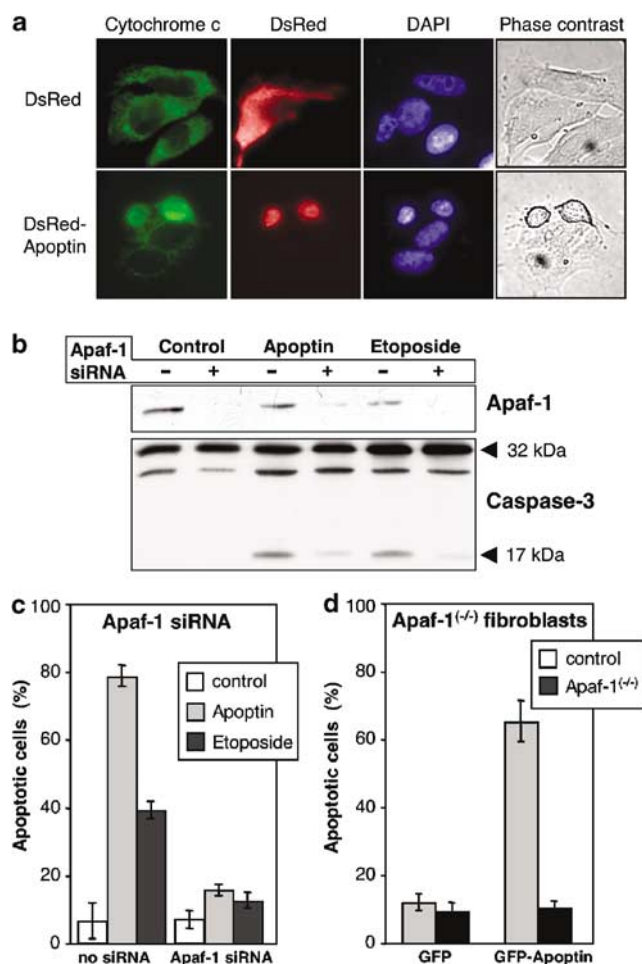 a
Cytochrome c DsRed DAPI Phase contrast
DsRed
DsRed-
Apoptin
b
Apaf-1
siRNA
Control Apoptin Etoposide
- + - + - +
Apaf-1
32 kDa
Caspase-3
17 kDa
c
Apaf-1 siRNA
Apoptotic cells (%)
100
80
60
40
20
0
control
Apoptin
Etoposide
no siRNA Apaf-1 siRNA
d
Apaf-1(-/-) fibroblasts
Apoptotic cells (%)
100
80
60
40
20
0
control
Apaf-1(-/-)
GFP GFP-Apoptin